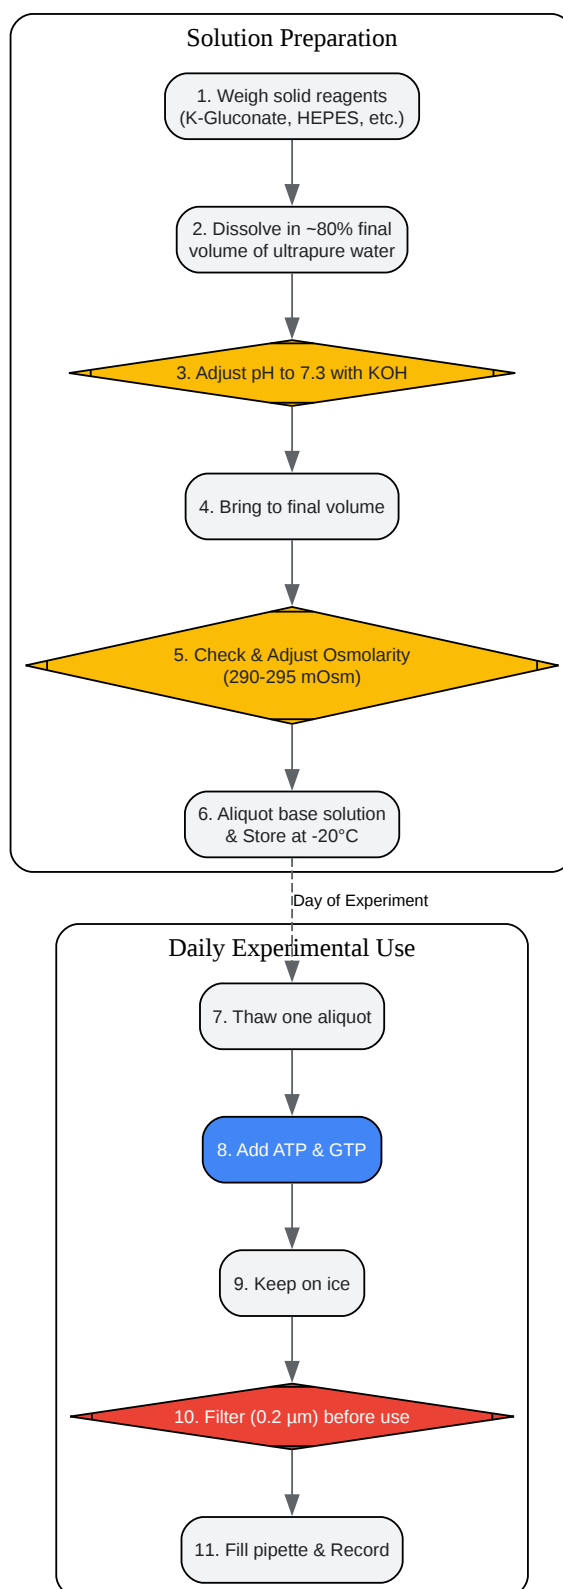 Solution Preparation
1. Weigh solid reagents
(K-Gluconate, HEPES, etc.)
2. Dissolve in ~80% final
volume of ultrapure water
3. Adjust pH to 7.3 with KOH
4. Bring to final volume
5. Check & Adjust Osmolarity
(290-295 mOsm)
6. Aliquot base solution
& Store at -20°C
Day of Experiment
Daily Experimental Use
7. Thaw one aliquot
8. Add ATP & GTP
9. Keep on ice
10. Filter (0.2 µm) before use
11. Fill pipette & Record